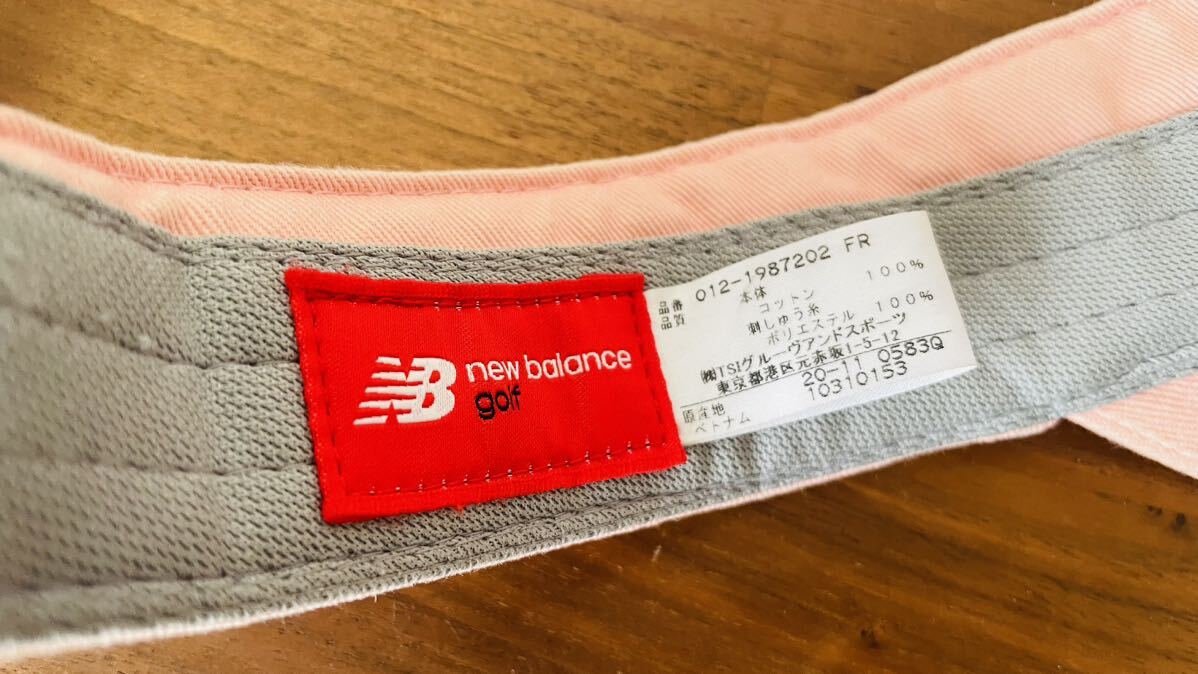 NB new balance
golf
品番 012-1987202 FR
品質 本体
コットン 100%
刺しゅう糸
ポリエステル 100%
㈱TSIグルーヴアンドスポーツ
東京都港区元赤坂1-5-12
20-11 0583Q
10310153
原産地
ベトナム